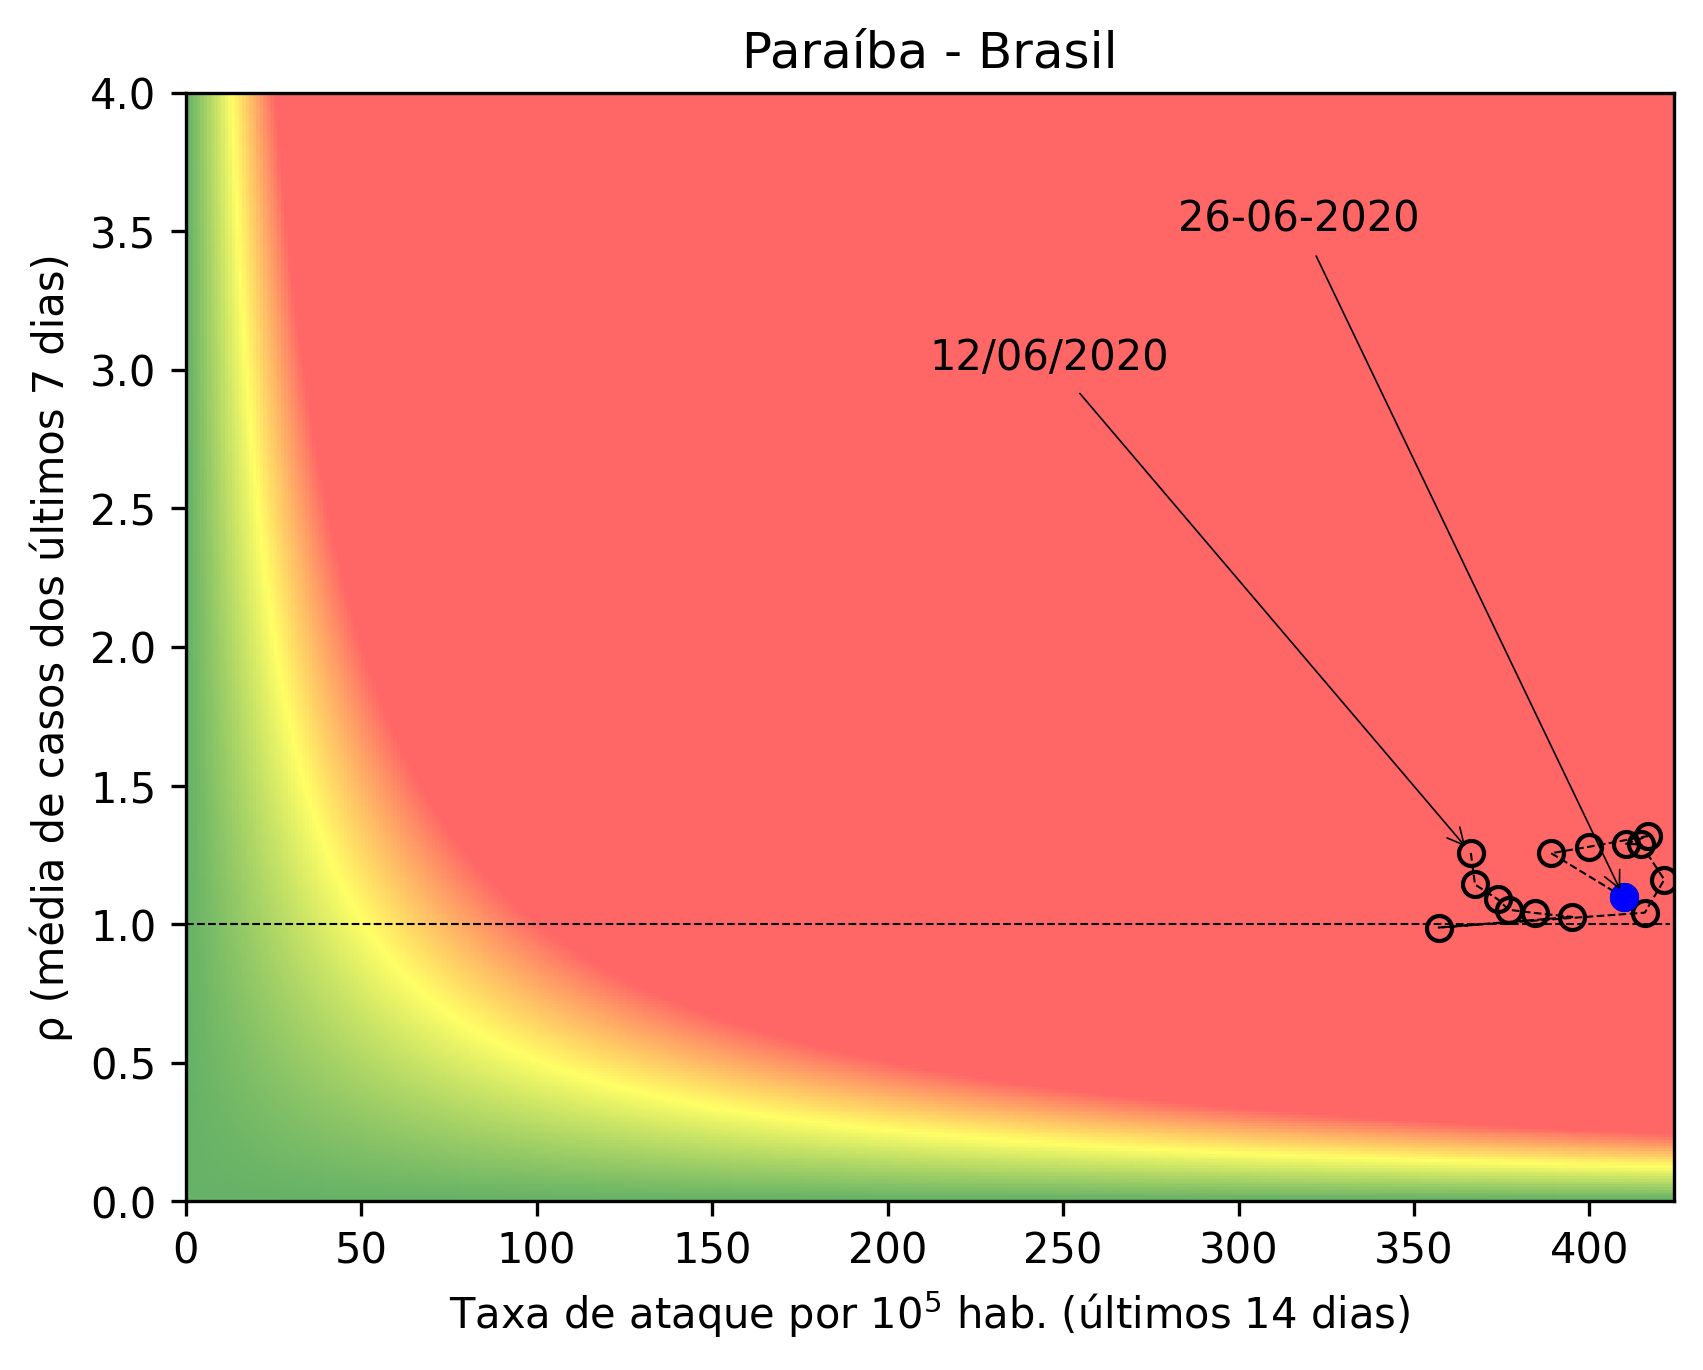 Paraíba - Brasil
4.0
3.5
3.0
2.5
2.0
1.5
1.0
0.5
0.0
ρ (média de casos dos últimos 7 dias)
26-06-2020
12/06/2020
0 50 100 150 200 250 300 350 400
Taxa de ataque por 10⁵ hab. (últimos 14 dias)